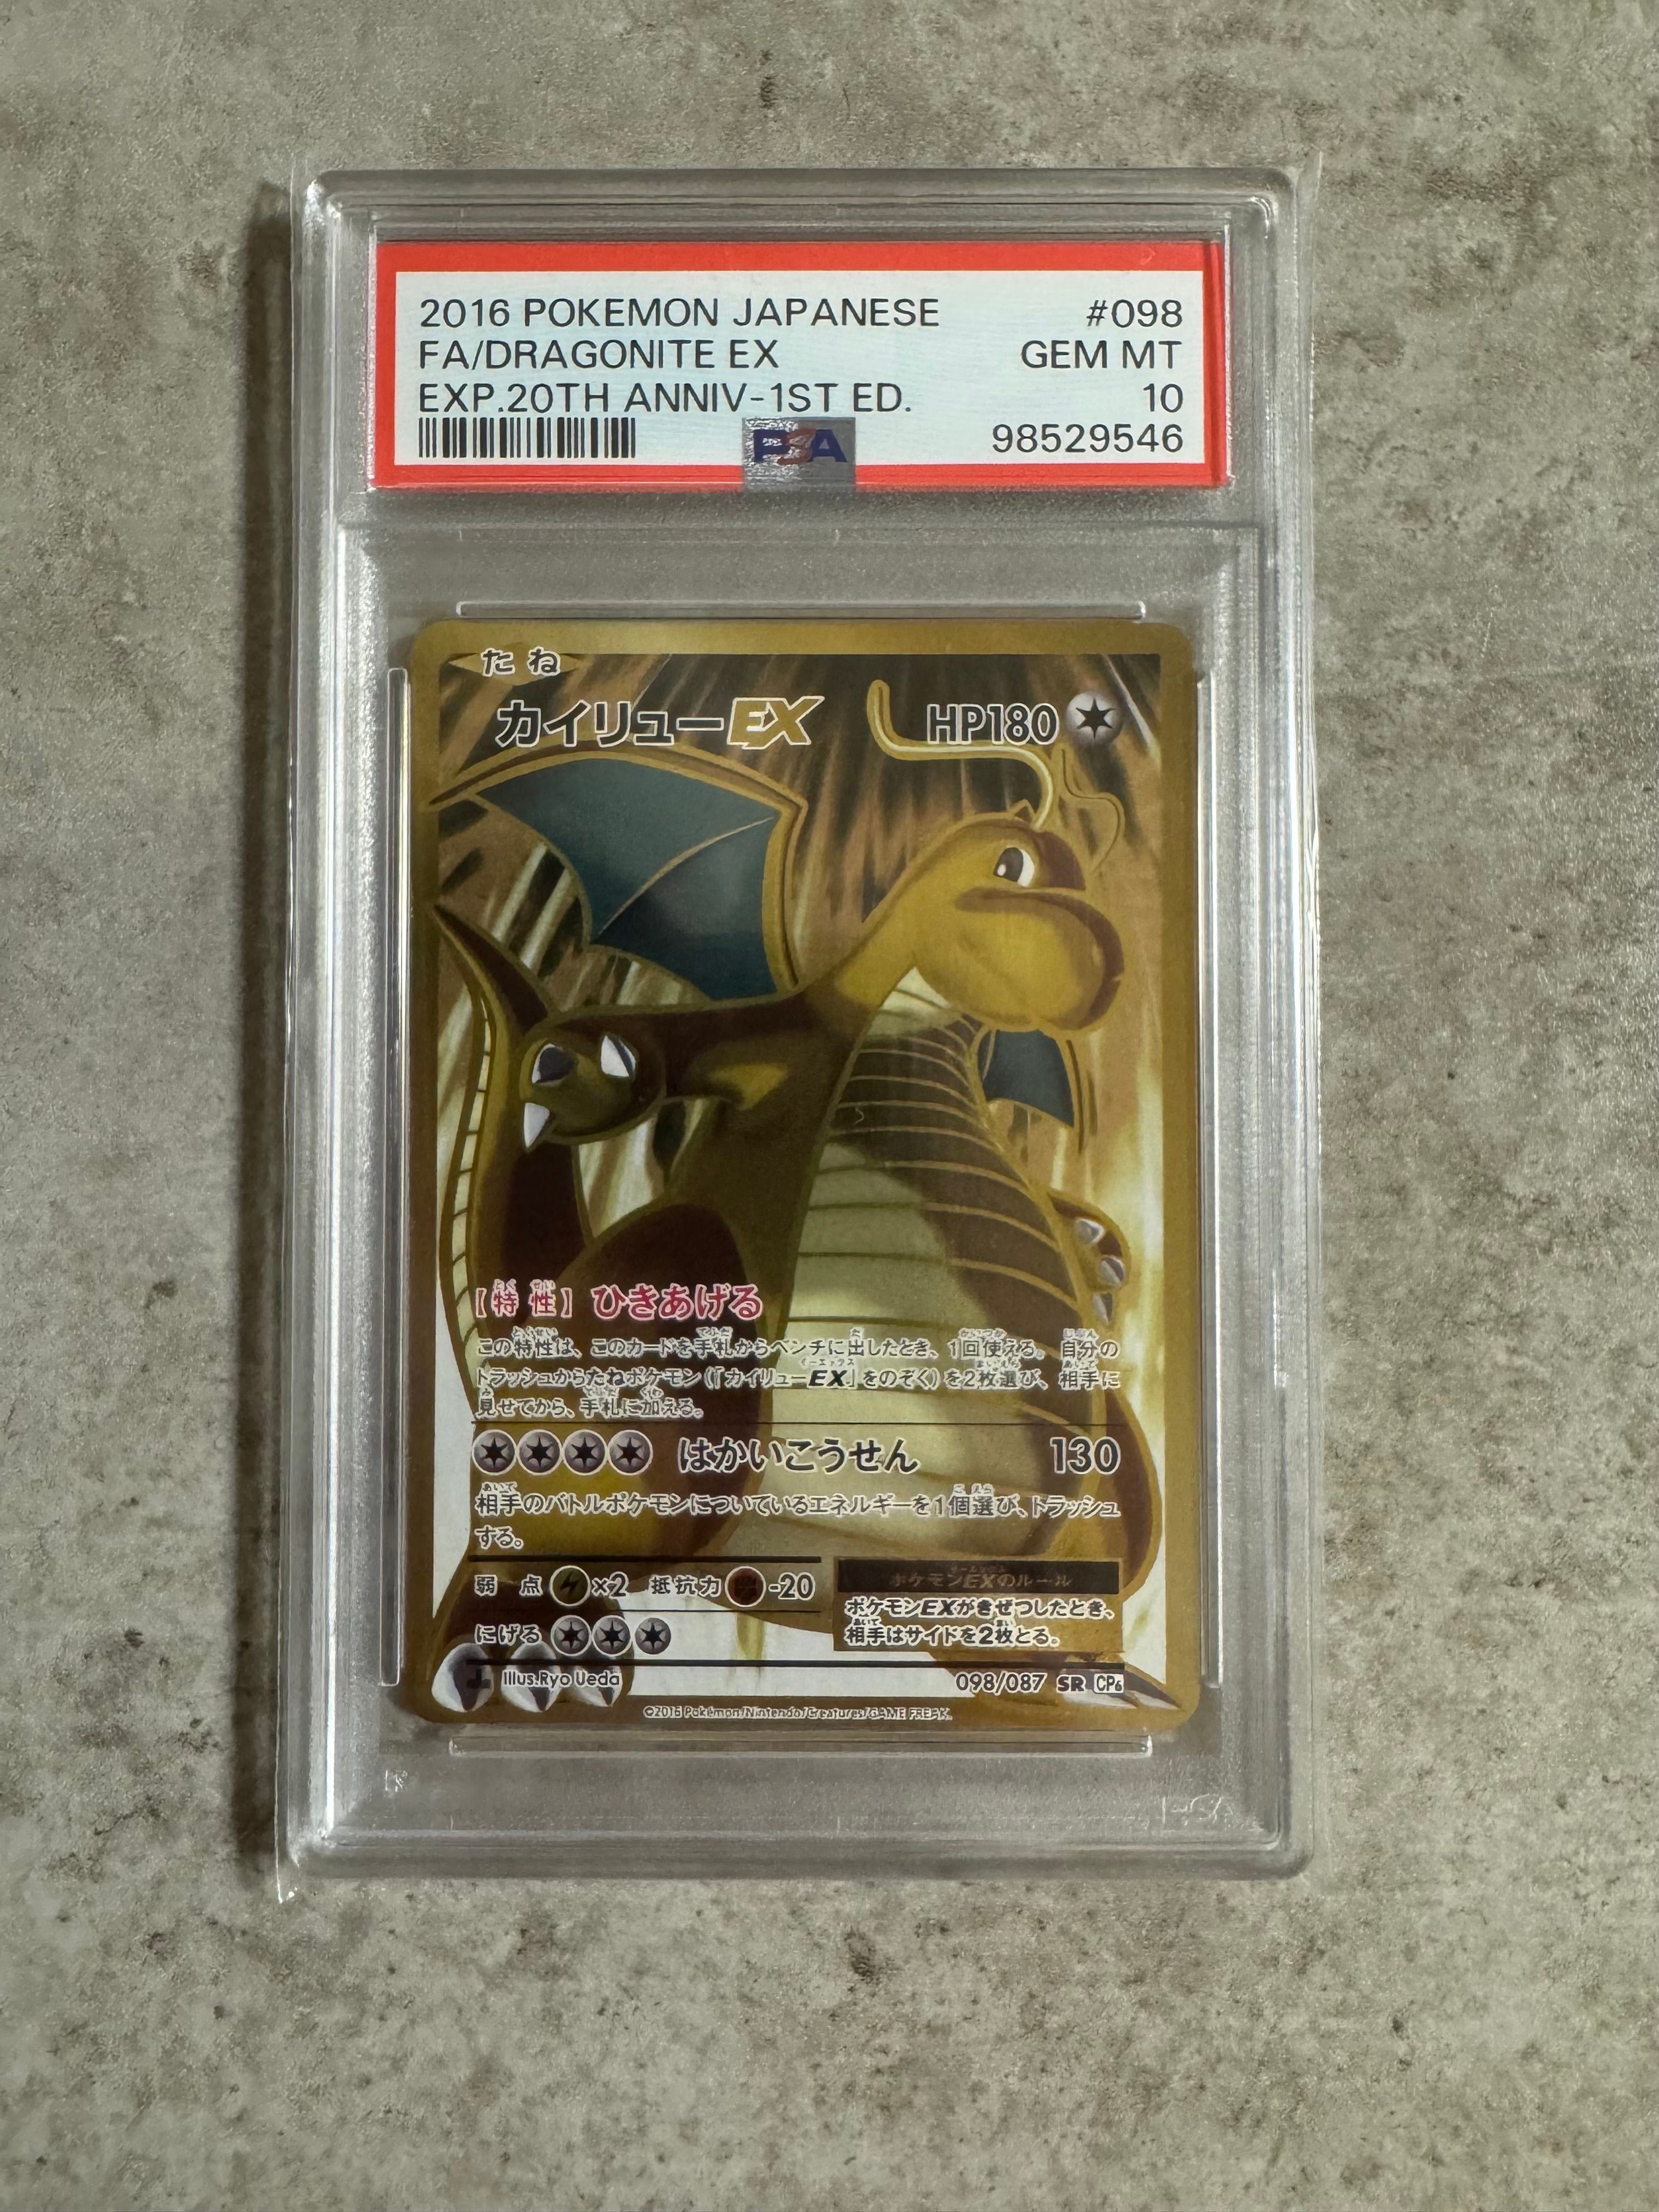 2016 POKEMON JAPANESE #098
FA/DRAGONITE EX GEM MT
EXP.20TH ANNIV-1ST ED. 10
PSA 98529546
たね
カイリューEX HP180
【特性】 ひきあげる
この特性は、このカードを手札からベンチに出したとき、1回使える。自分の
トラッシュからたねポケモン(「カイリューEX」をのぞく)を2枚選び、相手に
見せてから、手札に加える。
はかいこうせん 130
相手のバトルポケモンについているエネルギーを1個選び、トラッシュ
する。
弱点 ×2 抵抗力 -20
ポケモンEXのルール
にげる
ポケモンEXがきぜつしたとき、
相手はサイドを2枚とる。
Illus.Ryo Ueda 098/087 SR CP6
©2016 Pokémon/Nintendo/Creatures/GAME FREAK.